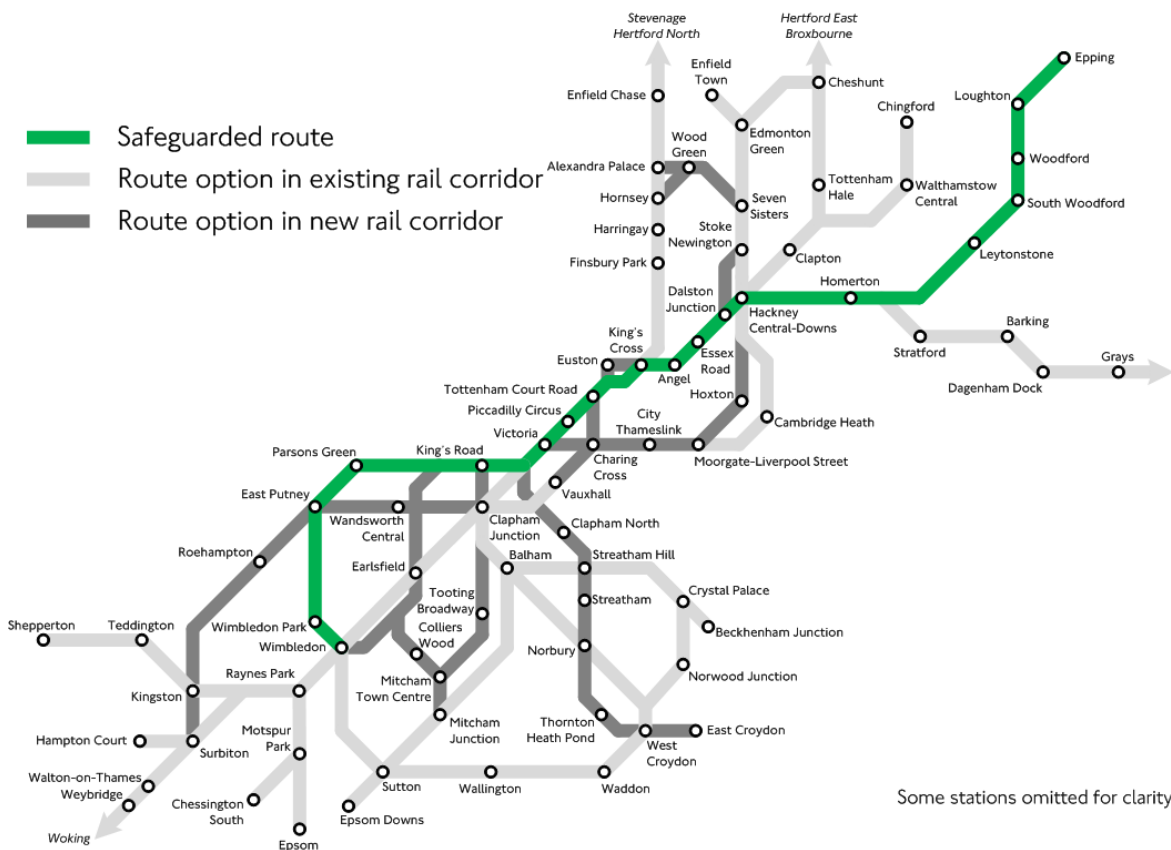 Stevenage
Hertford North
Hertford East
Broxbourne
Epping
Enfield
Town
Cheshunt
Loughton
Enfield Chase
Chingford
Safeguarded route
Edmonton
Green
Wood
Green
Woodford
Alexandra Palace
Route option in existing rail corridor
Tottenham
Hale
Walthamstow
Central
Hornsey
Seven
Sisters
South Woodford
Route option in new rail corridor
Harringay
Stoke
Newington
Leytonstone
Clapton
Finsbury Park
Homerton
Dalston
Junction
Hackney
Central-Downs
King's
Cross
Barking
Essex
Road
Stratford
Euston
Angel
Grays
Dagenham Dock
Tottenham Court Road
Hoxton
Piccadilly Circus
City
Thameslink
Cambridge Heath
Victoria
Parsons Green
King's Road
Charing
Cross
Moorgate-Liverpool Street
East Putney
Vauxhall
Wandsworth
Central
Clapham
Junction
Clapham North
Roehampton
Balham
Streatham Hill
Earlsfield
Crystal Palace
Tooting
Broadway
Streatham
Shepperton
Teddington
Wimbledon Park
Colliers
Wood
Beckhenham Junction
Wimbledon
Norbury
Raynes Park
Mitcham
Town Centre
Norwood Junction
Kingston
Mitcham
Junction
Thornton
Heath Pond
East Croydon
Hampton Court
Surbiton
Motspur
Park
West
Croydon
Walton-on-Thames
Weybridge
Sutton
Wallington
Waddon
Some stations omitted for clarity
Chessington
South
Epsom Downs
Woking
Epsom